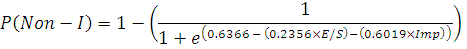 P(Non − I) = 1 − (1 / (1 + e^(0.6366−(0.2356×E/S)−(0.6019×Imp))))